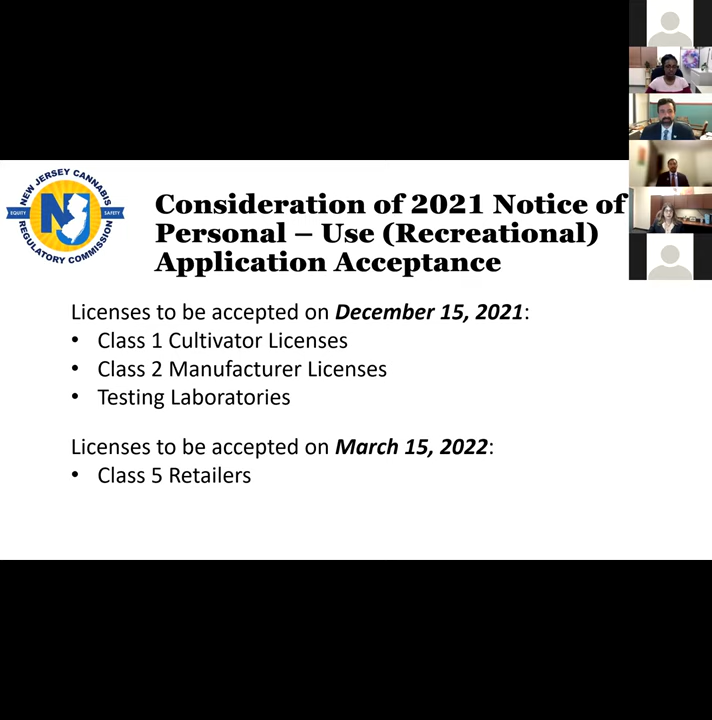 NEW JERSEY CANNABIS
EQUITY
SAFETY
NJ
REGULATORY COMMISSION
Consideration of 2021 Notice of
Personal – Use (Recreational)
Application Acceptance
Licenses to be accepted on December 15, 2021:
• Class 1 Cultivator Licenses
• Class 2 Manufacturer Licenses
• Testing Laboratories
Licenses to be accepted on March 15, 2022:
• Class 5 Retailers